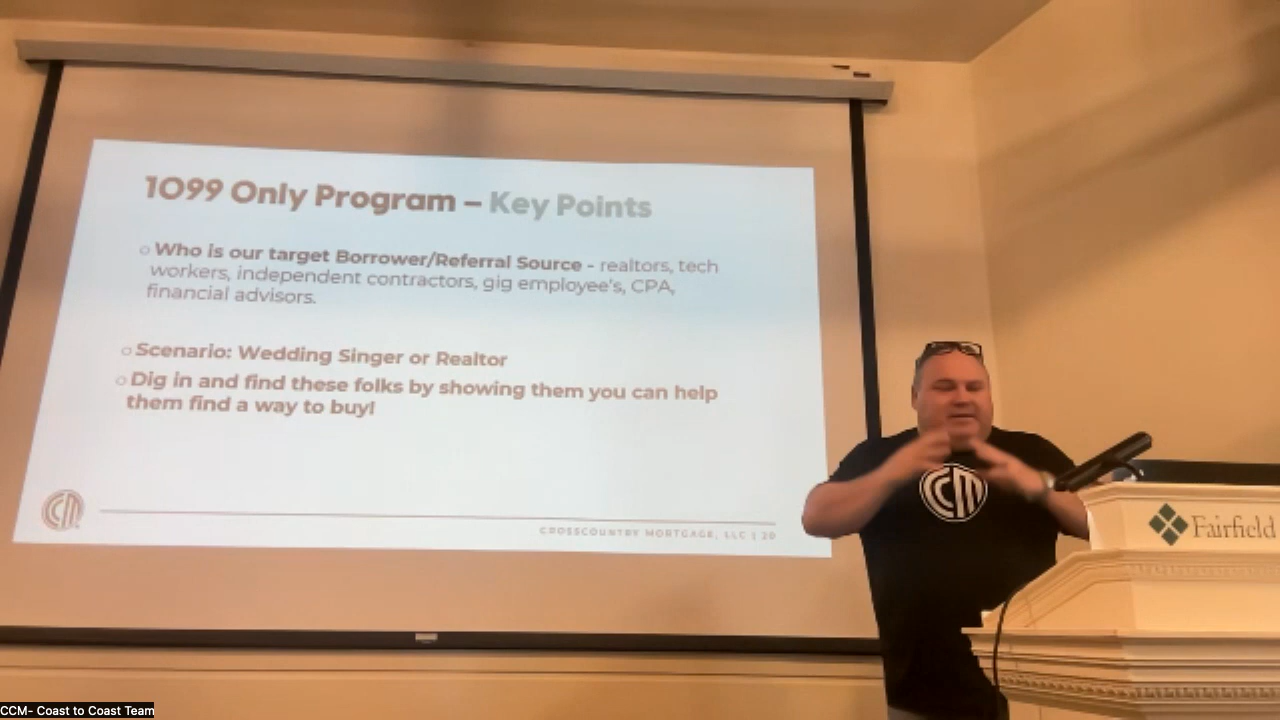 1099 Only Program – Key Points
○ Who is our target Borrower/Referral Source - realtors, tech
workers, independent contractors, gig employee's, CPA,
financial advisors.
○ Scenario: Wedding Singer or Realtor
○ Dig in and find these folks by showing them you can help
them find a way to buy!
CM
CROSSCOUNTRY MORTGAGE, LLC | 20
CM
Fairfield
CCM- Coast to Coast Team